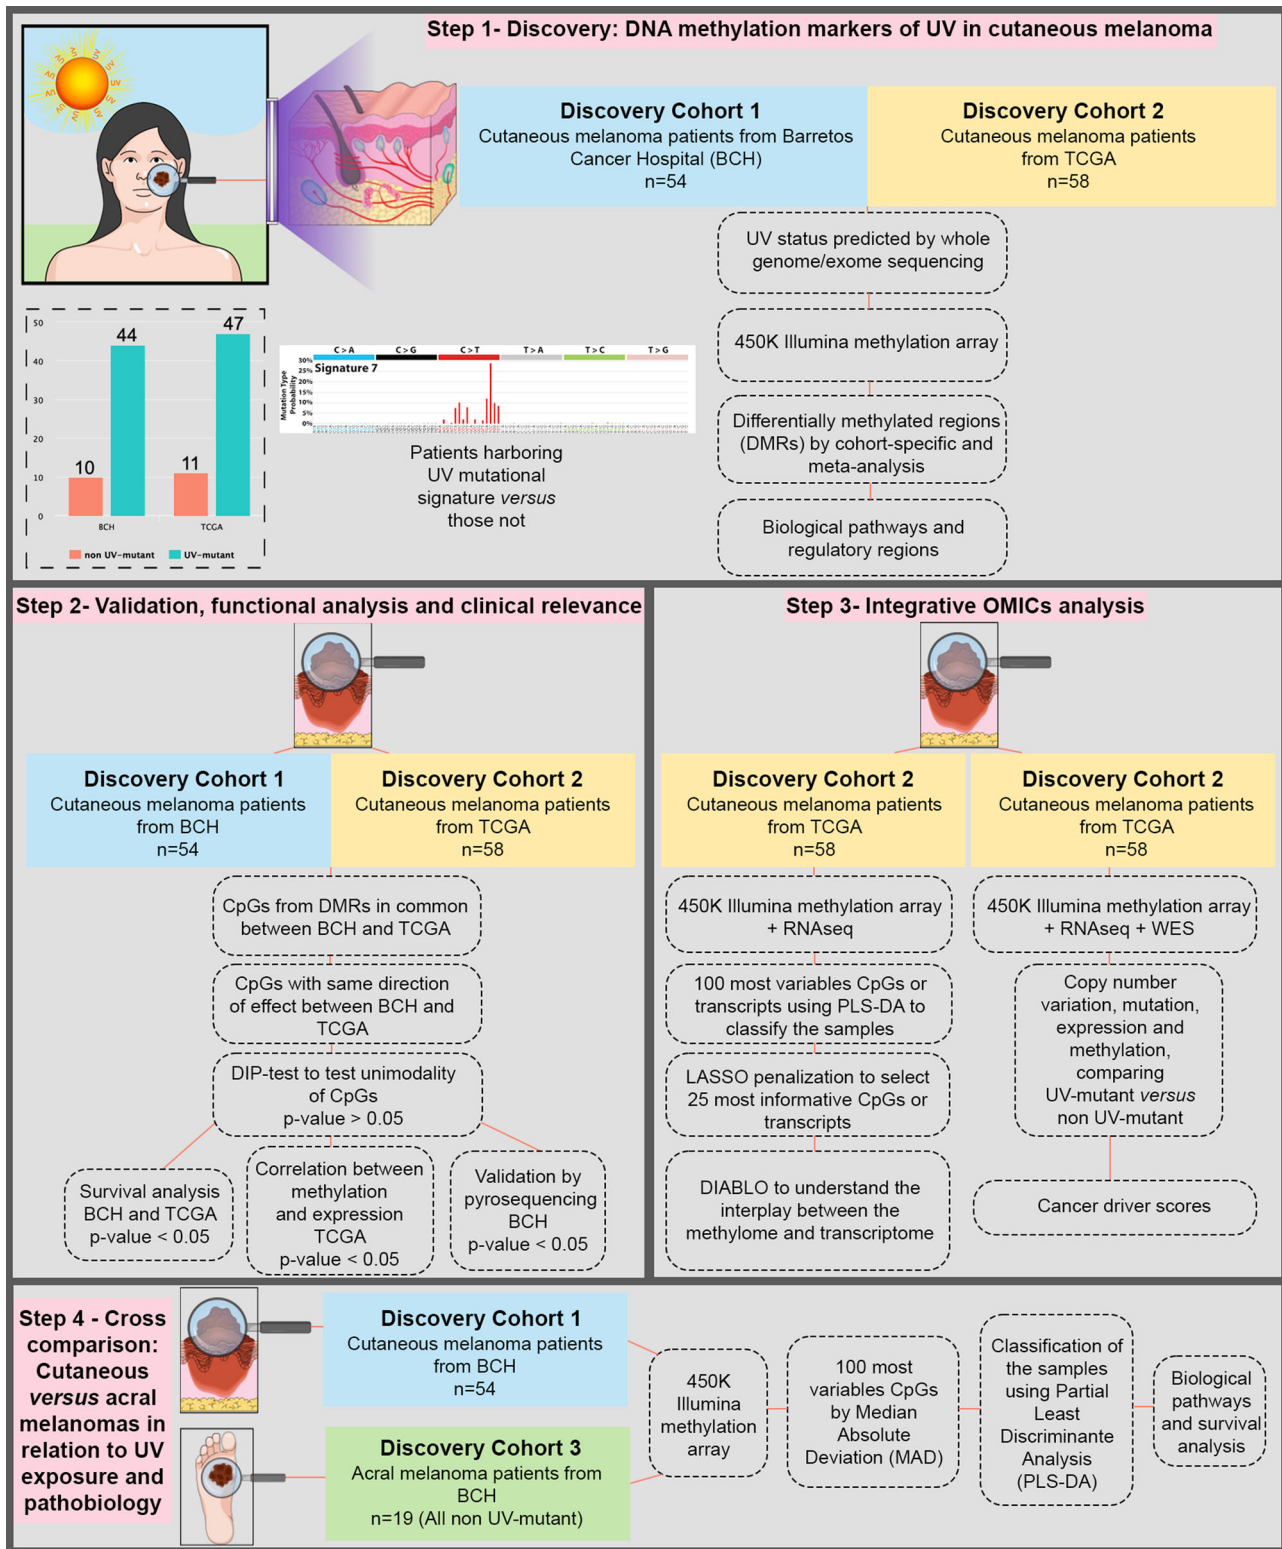 Step 1- Discovery: DNA methylation markers of UV in cutaneous melanoma
UV
Discovery Cohort 1
Cutaneous melanoma patients from Barretos
Cancer Hospital (BCH)
n=54
Discovery Cohort 2
Cutaneous melanoma patients
from TCGA
n=58
UV status predicted by whole
genome/exome sequencing
450K Illumina methylation array
Differentially methylated regions
(DMRs) by cohort-specific and
meta-analysis
Biological pathways and
regulatory regions
50
40
30
20
10
0
10
44
11
47
BCH
TCGA
non UV-mutant
UV-mutant
C > A
C > G
C > T
T > A
T > C
T > G
Signature 7
Mutation Type
Probability
30%
25%
20%
15%
10%
5%
0%
Patients harboring
UV mutational
signature versus
those not
Step 2- Validation, functional analysis and clinical relevance
Discovery Cohort 1
Cutaneous melanoma patients
from BCH
n=54
Discovery Cohort 2
Cutaneous melanoma patients
from TCGA
n=58
CpGs from DMRs in common
between BCH and TCGA
CpGs with same direction
of effect between BCH and
TCGA
DIP-test to test unimodality
of CpGs
p-value > 0.05
Survival analysis
BCH and TCGA
p-value < 0.05
Correlation between
methylation
and expression
TCGA
p-value < 0.05
Validation by
pyrosequencing
BCH
p-value < 0.05
Step 3- Integrative OMICs analysis
Discovery Cohort 2
Cutaneous melanoma patients
from TCGA
n=58
Discovery Cohort 2
Cutaneous melanoma patients
from TCGA
n=58
450K Illumina methylation array
+ RNAseq
100 most variables CpGs or
transcripts using PLS-DA to
classify the samples
LASSO penalization to select
25 most informative CpGs or
transcripts
DIABLO to understand the
interplay between the
methylome and transcriptome
450K Illumina methylation array
+ RNAseq + WES
Copy number
variation, mutation,
expression and
methylation,
comparing
UV-mutant versus
non UV-mutant
Cancer driver scores
Step 4 - Cross
comparison:
Cutaneous
versus acral
melanomas in
relation to UV
exposure and
pathobiology
Discovery Cohort 1
Cutaneous melanoma patients
from BCH
n=54
Discovery Cohort 3
Acral melanoma patients from
BCH
n=19 (All non UV-mutant)
450K
Illumina
methylation
array
100 most
variables CpGs
by Median
Absolute
Deviation (MAD)
Classification of
the samples
using Partial
Least
Discriminante
Analysis
(PLS-DA)
Biological
pathways
and survival
analysis